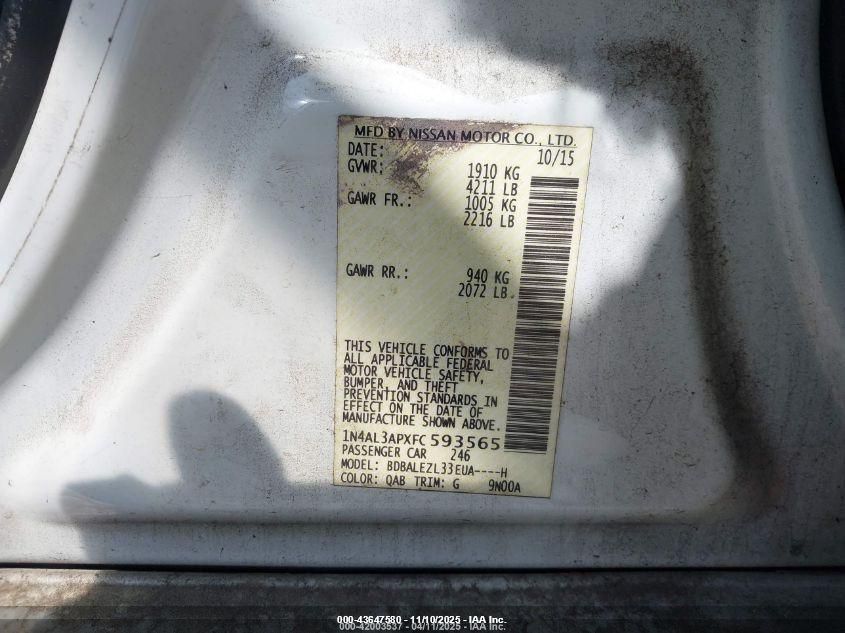 MFD BY NISSAN MOTOR CO., LTD.
DATE: 10/15
GVWR: 1910 KG
4211 LB
GAWR FR.: 1005 KG
2216 LB
GAWR RR.: 940 KG
2072 LB
THIS VEHICLE CONFORMS TO
ALL APPLICABLE FEDERAL
MOTOR VEHICLE SAFETY,
BUMPER, AND THEFT
PREVENTION STANDARDS IN
EFFECT ON THE DATE OF
MANUFACTURE SHOWN ABOVE.
1N4AL3APXFC593565
PASSENGER CAR 246
MODEL: BDBALEZL33EUA----H
COLOR: QAB TRIM: G 9N00A
000-43647580 - 11/10/2025 - IAA Inc.
000-42003537 - 04/11/2025 - IAA Inc.